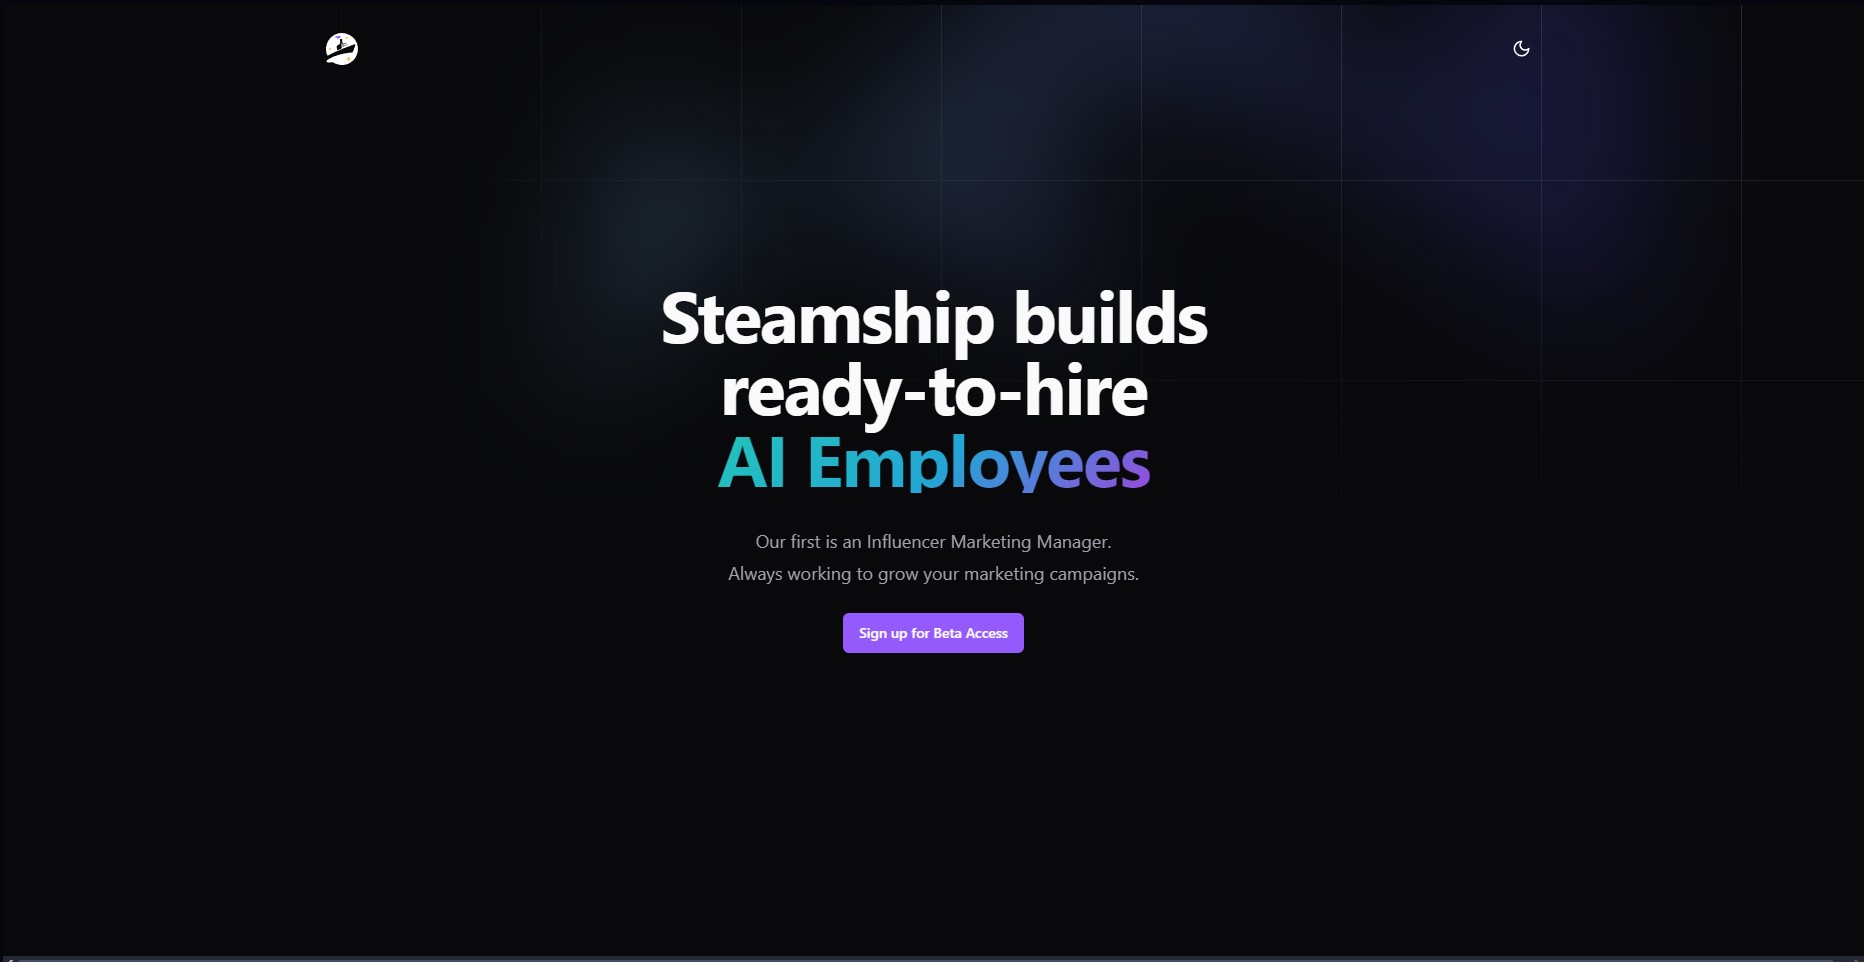 Steamship builds
ready-to-hire
AI Employees
Our first is an Influencer Marketing Manager.
Always working to grow your marketing campaigns.
Sign up for Beta Access